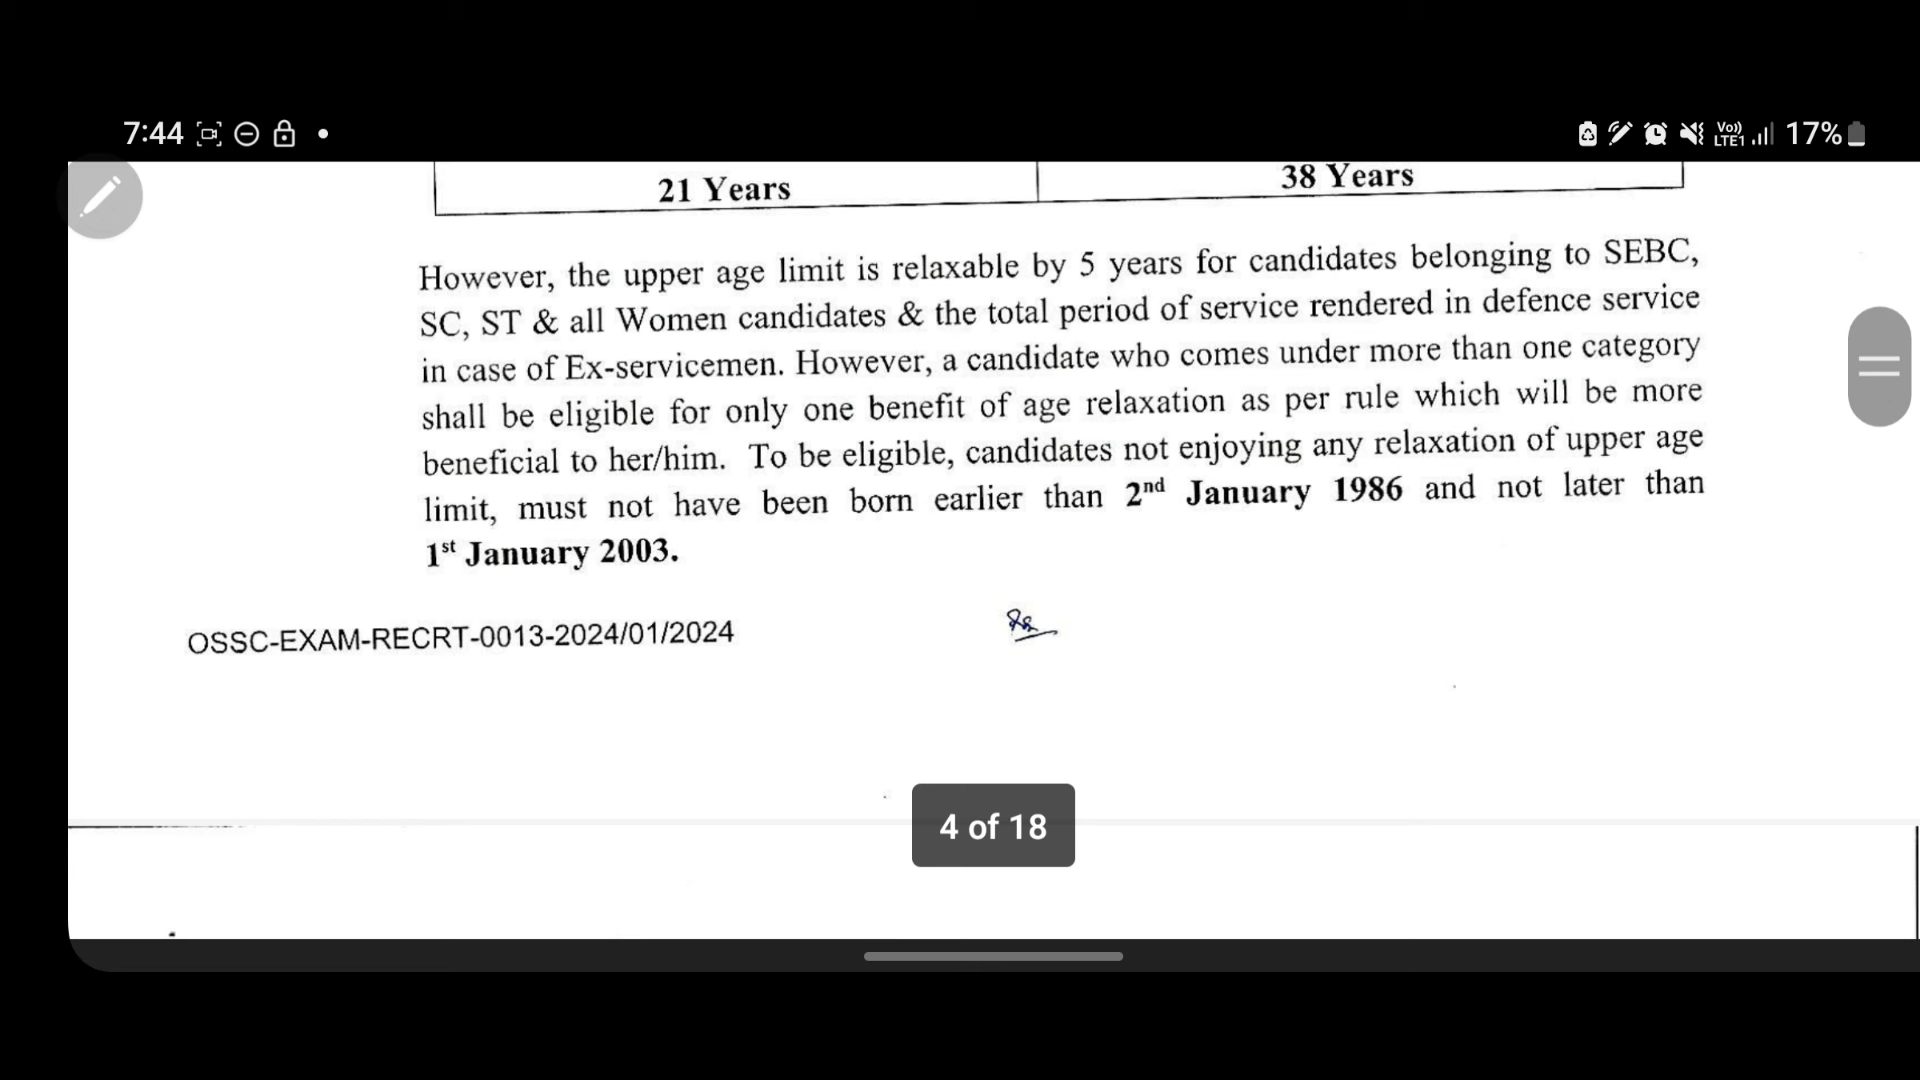 7:44
Vo)) LTE1 17%
21 Years 38 Years
However, the upper age limit is relaxable by 5 years for candidates belonging to SEBC,
SC, ST & all Women candidates & the total period of service rendered in defence service
in case of Ex-servicemen. However, a candidate who comes under more than one category
shall be eligible for only one benefit of age relaxation as per rule which will be more
beneficial to her/him. To be eligible, candidates not enjoying any relaxation of upper age
limit, must not have been born earlier than 2nd January 1986 and not later than
1st January 2003.
OSSC-EXAM-RECRT-0013-2024/01/2024
4 of 18